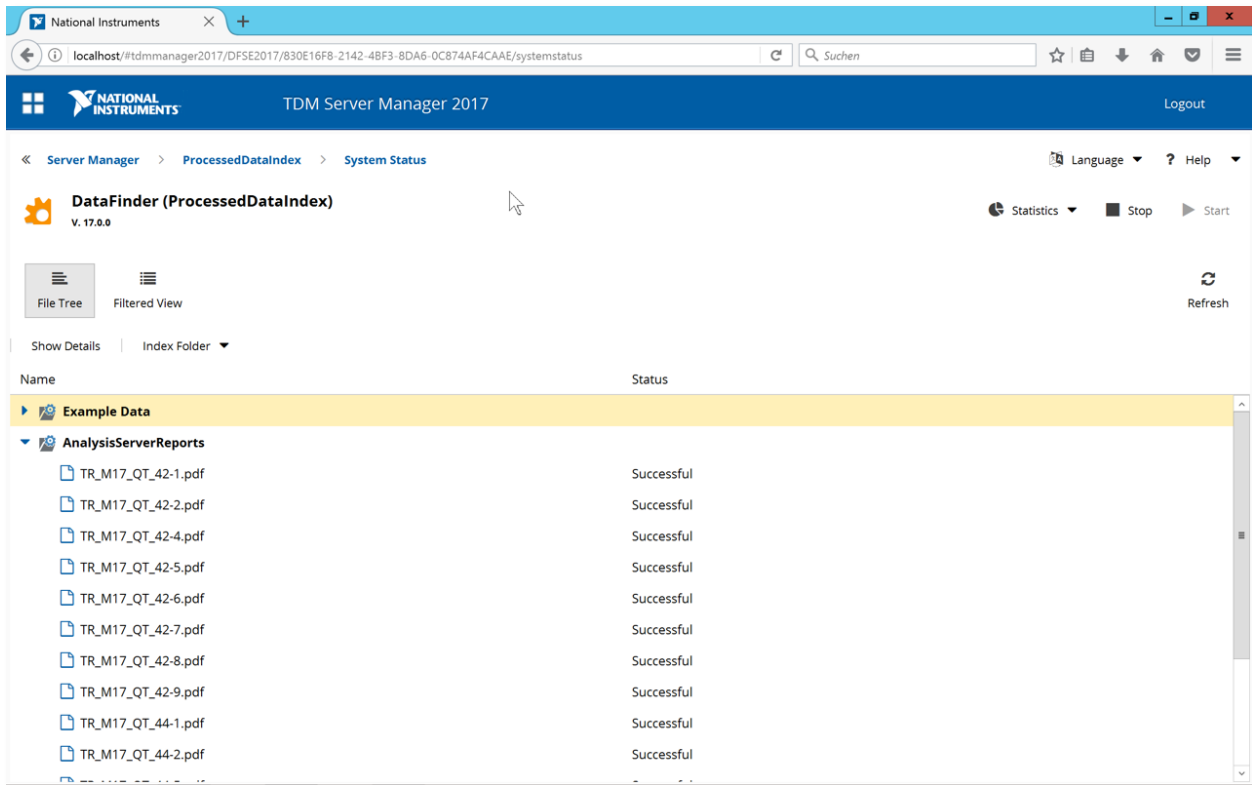 National Instruments
localhost/#tdmmanager2017/DFSE2017/830E16F8-2142-4BF3-8DA6-0C874AF4CAAE/systemstatus
Suchen
NATIONAL INSTRUMENTS
TDM Server Manager 2017
Logout
« Server Manager > ProcessedDataIndex > System Status
Language
? Help
DataFinder (ProcessedDataIndex)
V. 17.0.0
Statistics
Stop
Start
File Tree
Filtered View
Refresh
Show Details
Index Folder
Name Status
Example Data
AnalysisServerReports
TR_M17_QT_42-1.pdf Successful
TR_M17_QT_42-2.pdf Successful
TR_M17_QT_42-4.pdf Successful
TR_M17_QT_42-5.pdf Successful
TR_M17_QT_42-6.pdf Successful
TR_M17_QT_42-7.pdf Successful
TR_M17_QT_42-8.pdf Successful
TR_M17_QT_42-9.pdf Successful
TR_M17_QT_44-1.pdf Successful
TR_M17_QT_44-2.pdf Successful